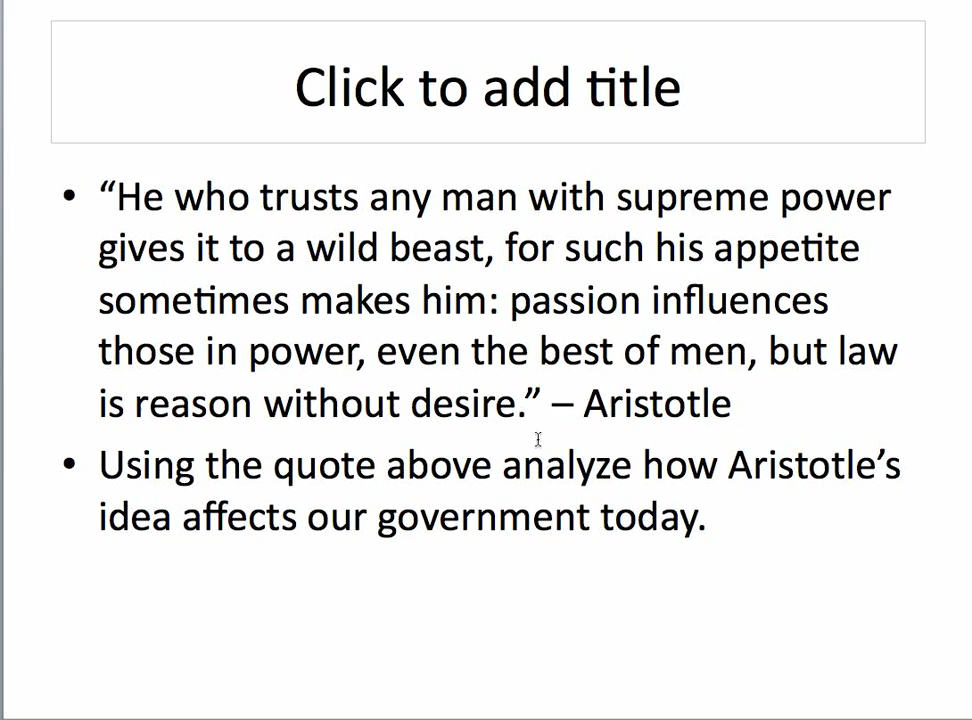 Click to add title
• “He who trusts any man with supreme power
gives it to a wild beast, for such his appetite
sometimes makes him: passion influences
those in power, even the best of men, but law
is reason without desire.” – Aristotle
• Using the quote above analyze how Aristotle’s
idea affects our government today.